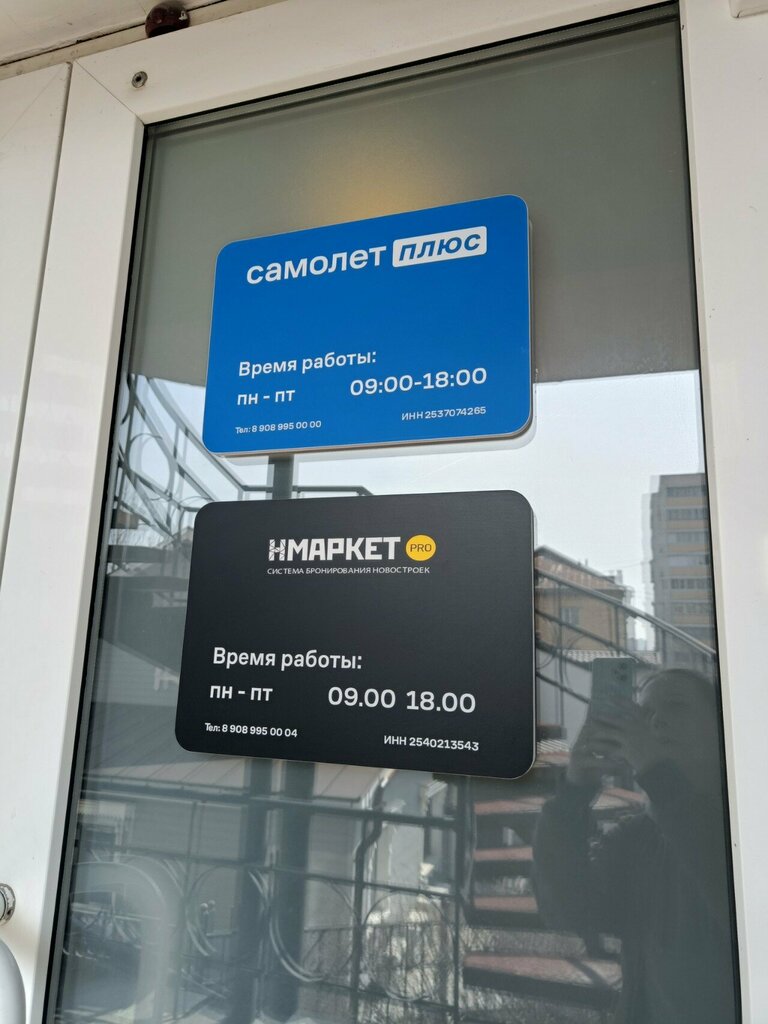 самолет плюс
Время работы:
пн - пт 09:00-18:00
Тел: 8 908 995 00 00 ИНН 2537074265
НМАРКЕТ PRO
СИСТЕМА БРОНИРОВАНИЯ НОВОСТРОЕК
Время работы:
пн - пт 09.00 18.00
Тел: 8 908 995 00 04 ИНН 2540213543